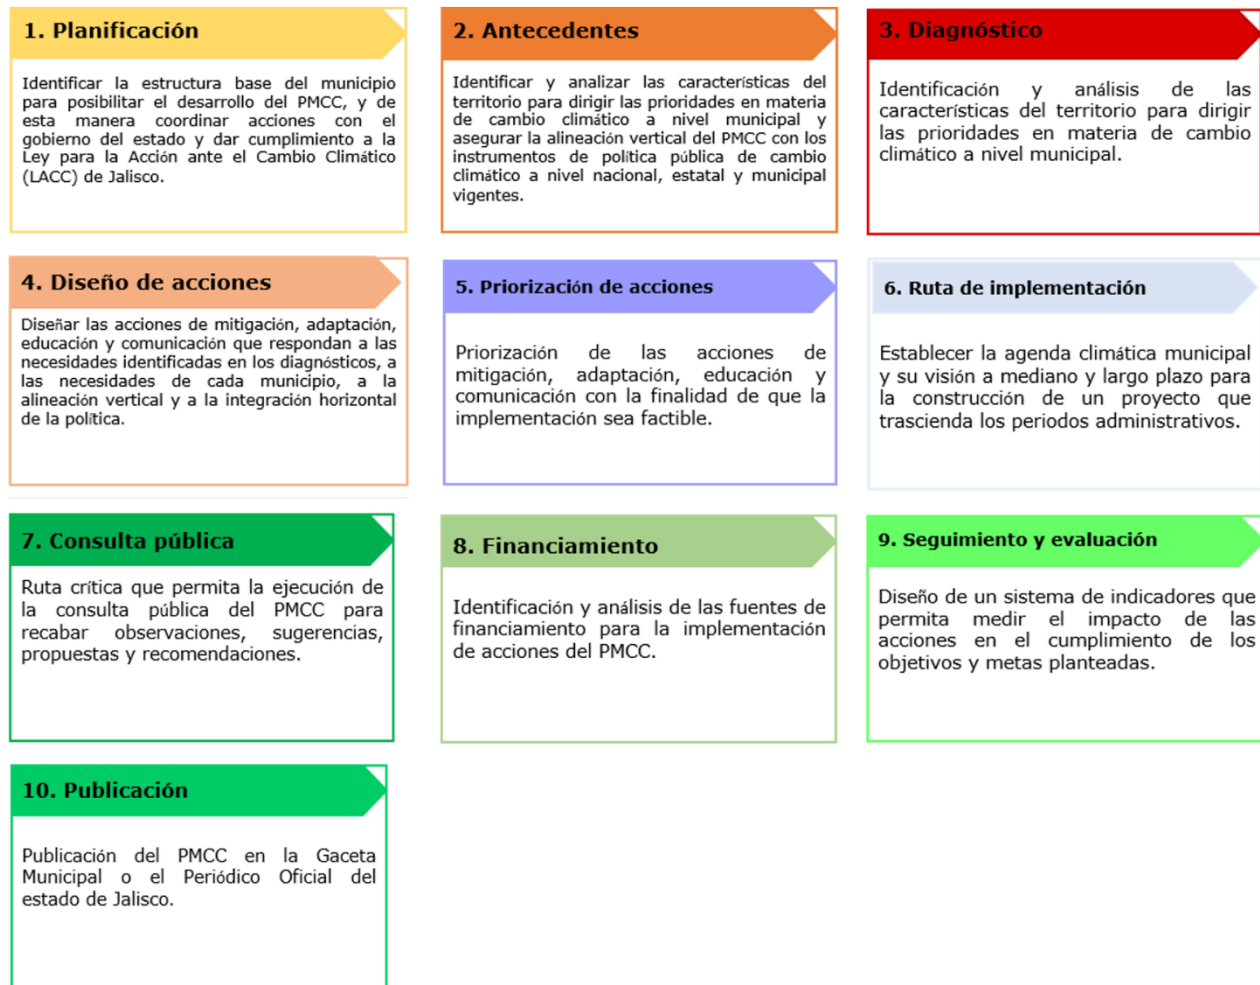 1. Planificación
Identificar la estructura base del municipio
para posibilitar el desarrollo del PMCC, y de
esta manera coordinar acciones con el
gobierno del estado y dar cumplimiento a la
Ley para la Acción ante el Cambio Climático
(LACC) de Jalisco.
2. Antecedentes
Identificar y analizar las características del
territorio para dirigir las prioridades en materia
de cambio climático a nivel municipal y
asegurar la alineación vertical del PMCC con los
instrumentos de política pública de cambio
climático a nivel nacional, estatal y municipal
vigentes.
3. Diagnóstico
Identificación y análisis de las
características del territorio para dirigir
las prioridades en materia de cambio
climático a nivel municipal.
4. Diseño de acciones
Diseñar las acciones de mitigación, adaptación,
educación y comunicación que respondan a las
necesidades identificadas en los diagnósticos, a
las necesidades de cada municipio, a la
alineación vertical y a la integración horizontal
de la política.
5. Priorización de acciones
Priorización de las acciones de
mitigación, adaptación, educación y
comunicación con la finalidad de que la
implementación sea factible.
6. Ruta de implementación
Establecer la agenda climática municipal
y su visión a mediano y largo plazo para
la construcción de un proyecto que
trascienda los periodos administrativos.
7. Consulta pública
Ruta crítica que permita la ejecución de
la consulta pública del PMCC para
recabar observaciones, sugerencias,
propuestas y recomendaciones.
8. Financiamiento
Identificación y análisis de las fuentes de
financiamiento para la implementación
de acciones del PMCC.
9. Seguimiento y evaluación
Diseño de un sistema de indicadores que
permita medir el impacto de las
acciones en el cumplimiento de los
objetivos y metas planteadas.
10. Publicación
Publicación del PMCC en la Gaceta
Municipal o el Periódico Oficial del
estado de Jalisco.